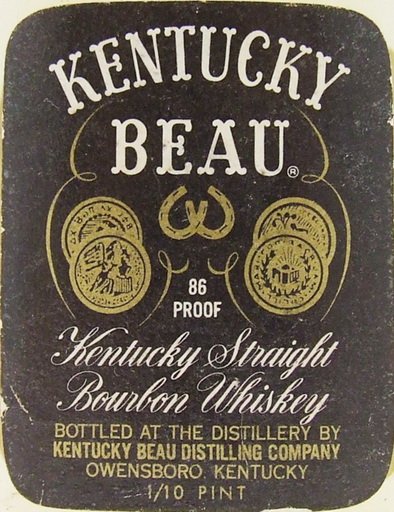 KENTUCKY
BEAU®
86
PROOF
Kentucky Straight
Bourbon Whiskey
BOTTLED AT THE DISTILLERY BY
KENTUCKY BEAU DISTILLING COMPANY
OWENSBORO, KENTUCKY
1/10 PINT